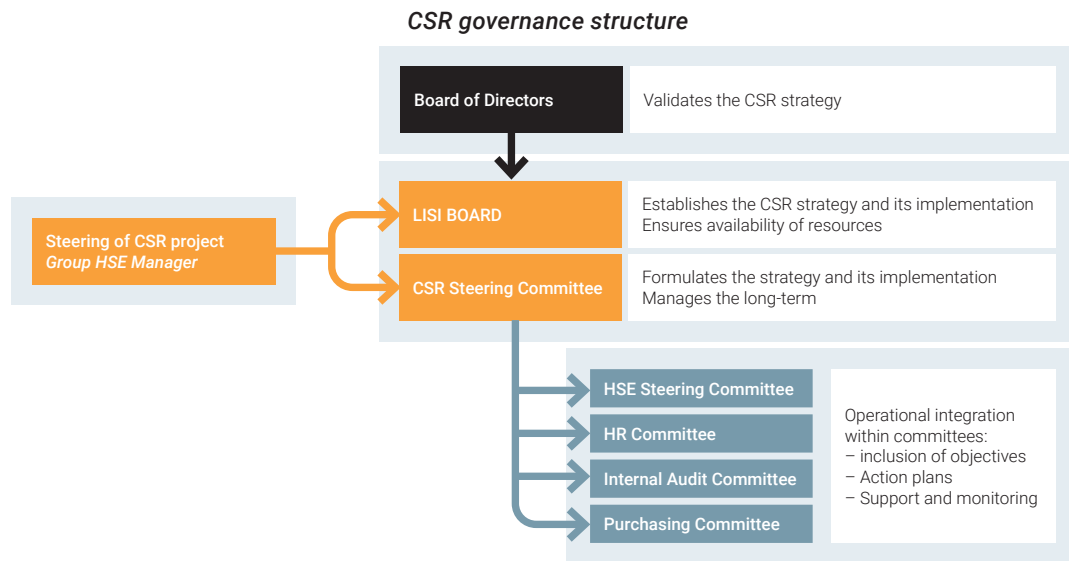 CSR governance structure
Board of Directors
Validates the CSR strategy
Steering of CSR project
Group HSE Manager
LISI BOARD
Establishes the CSR strategy and its implementation
Ensures availability of resources
CSR Steering Committee
Formulates the strategy and its implementation
Manages the long-term
HSE Steering Committee
HR Committee
Internal Audit Committee
Purchasing Committee
Operational integration
within committees:
– inclusion of objectives
– Action plans
– Support and monitoring